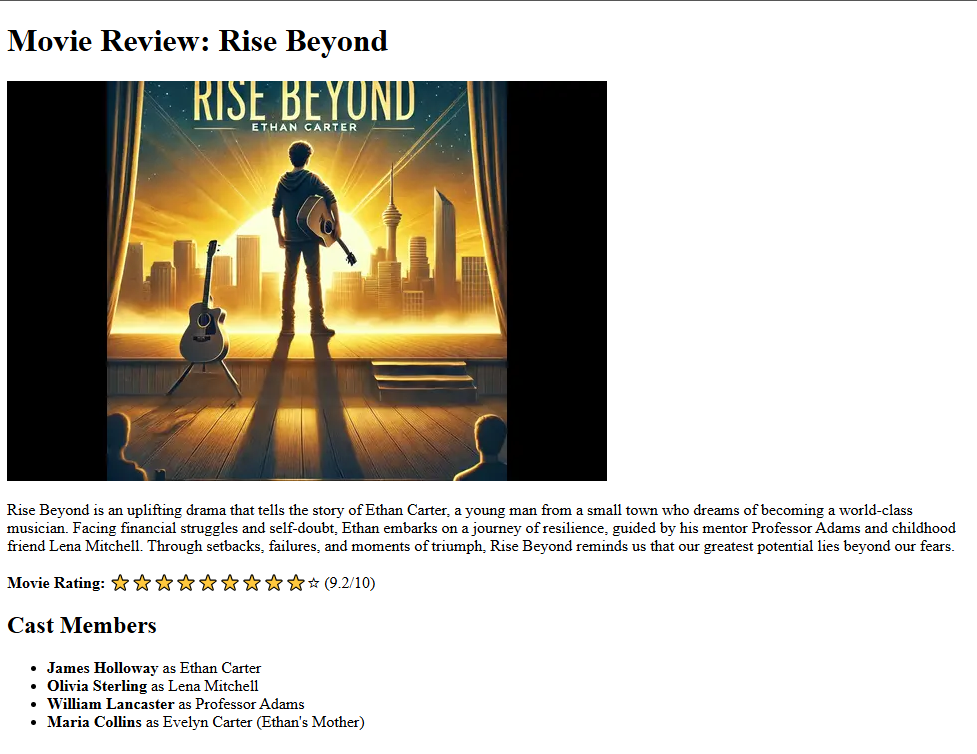 Movie Review: Rise Beyond
RISE BEYOND
ETHAN CARTER
Rise Beyond is an uplifting drama that tells the story of Ethan Carter, a young man from a small town who dreams of becoming a world-class
musician. Facing financial struggles and self-doubt, Ethan embarks on a journey of resilience, guided by his mentor Professor Adams and childhood
friend Lena Mitchell. Through setbacks, failures, and moments of triumph, Rise Beyond reminds us that our greatest potential lies beyond our fears.
Movie Rating: ⭐⭐⭐⭐⭐⭐⭐⭐⭐☆ (9.2/10)
Cast Members
• James Holloway as Ethan Carter
• Olivia Sterling as Lena Mitchell
• William Lancaster as Professor Adams
• Maria Collins as Evelyn Carter (Ethan's Mother)